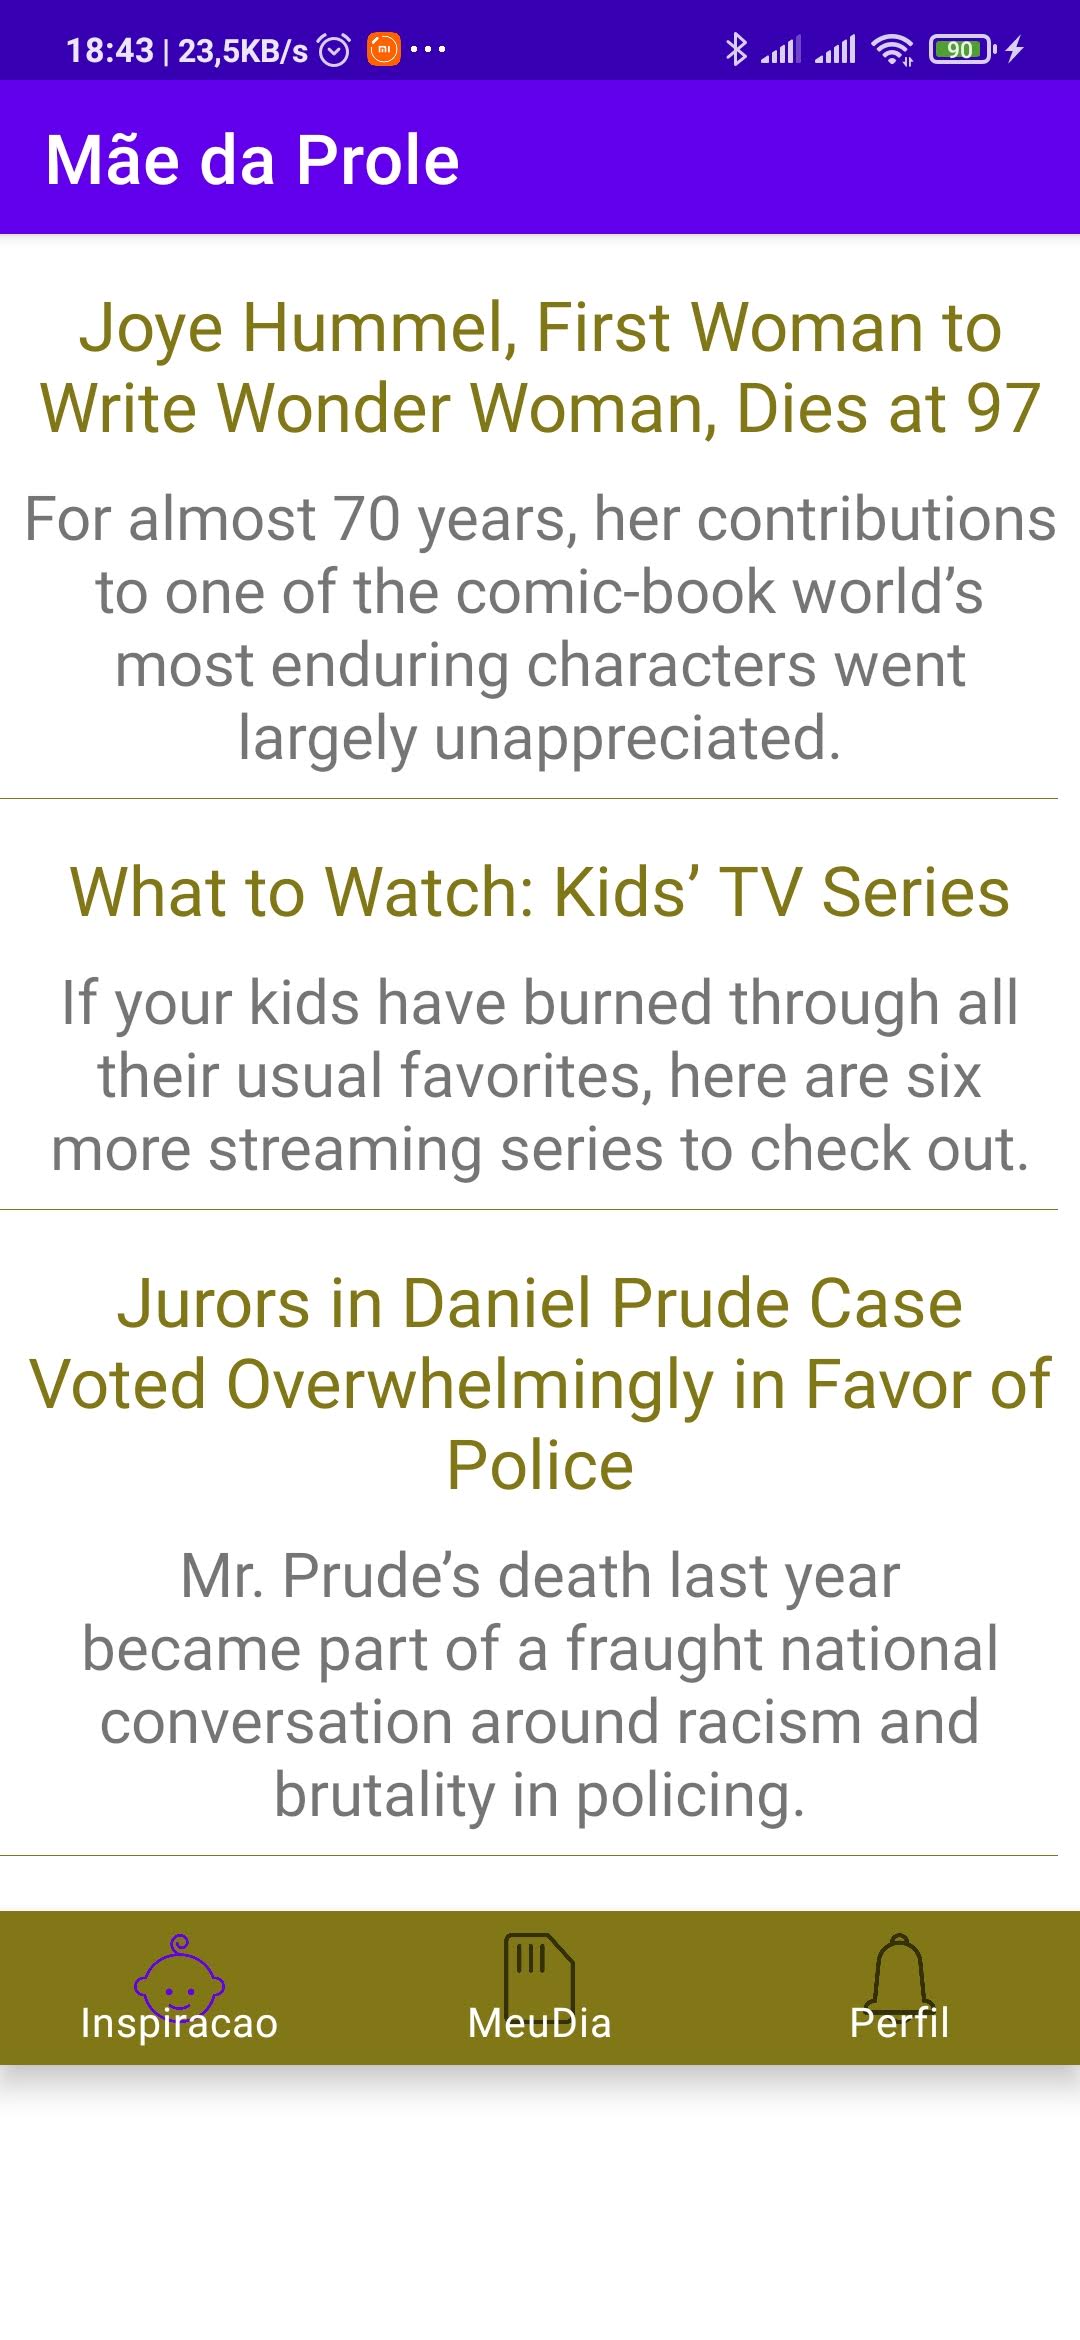 18:43 | 23,5KB/s
90
Mãe da Prole
Joye Hummel, First Woman to
Write Wonder Woman, Dies at 97
For almost 70 years, her contributions
to one of the comic-book world’s
most enduring characters went
largely unappreciated.
What to Watch: Kids’ TV Series
If your kids have burned through all
their usual favorites, here are six
more streaming series to check out.
Jurors in Daniel Prude Case
Voted Overwhelmingly in Favor of
Police
Mr. Prude’s death last year
became part of a fraught national
conversation around racism and
brutality in policing.
Inspiracao
MeuDia
Perfil